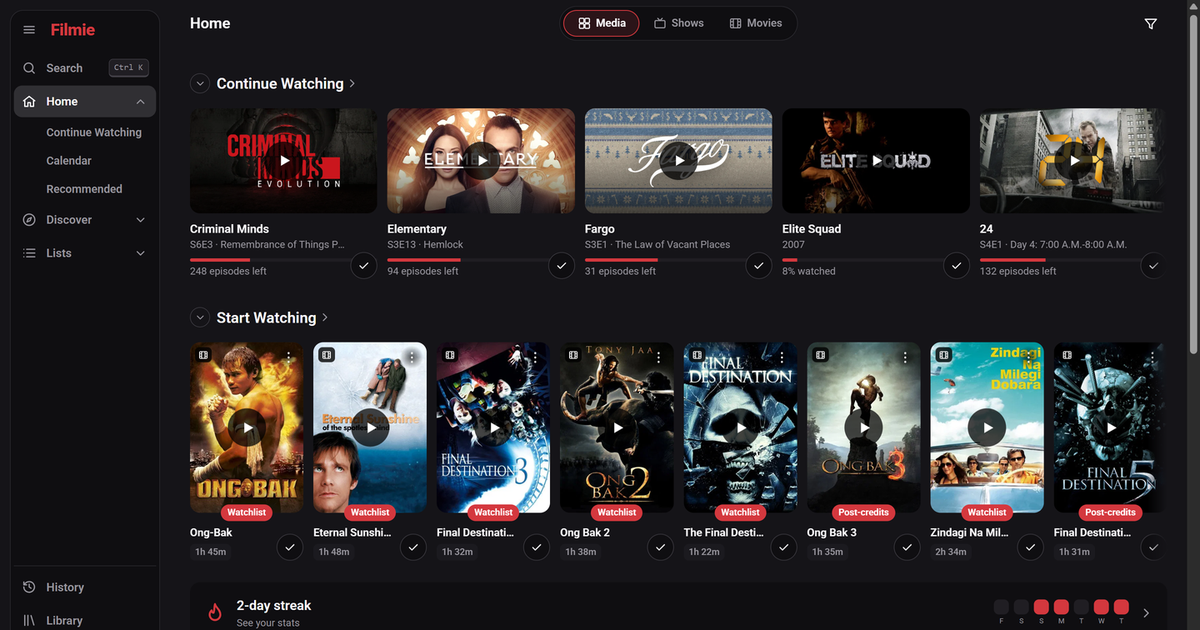 Filmie
Search
Ctrl K
Home
Continue Watching
Calendar
Recommended
Discover
Lists
History
Library
Home
Media
Shows
Movies
Continue Watching
CRIMINAL
MINDS
EVOLUTION
Criminal Minds
S6E3 · Remembrance of Things P...
248 episodes left
ELEMENTARY
Elementary
S3E13 · Hemlock
94 episodes left
Fargo
Fargo
S3E1 · The Law of Vacant Places
31 episodes left
ELITE SQUAD
Elite Squad
2007
8% watched
24
24
S4E1 · Day 4: 7:00 A.M.-8:00 A.M.
132 episodes left
Start Watching
ONG BAK
Watchlist
Ong-Bak
1h 45m
Eternal Sunshine
of the spotless mind
Watchlist
Eternal Sunshi...
1h 48m
FINAL
DESTINATION 3
Watchlist
Final Destinati...
1h 32m
TONY JAA
ONG
BAK 2
Watchlist
Ong Bak 2
1h 38m
FINAL
DESTINATION
Watchlist
The Final Desti...
1h 22m
ONG BAK 3
Post-credits
Ong Bak 3
1h 35m
Zindagi
Na
Milegi
Dobara
Watchlist
Zindagi Na Mil...
2h 34m
FINAL
DESTINATION 5
Post-credits
Final Destinati...
1h 31m
2-day streak
See your stats
F S S M T W T